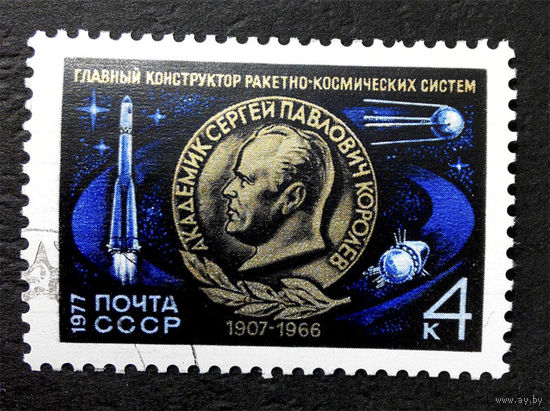 ГЛАВНЫЙ КОНСТРУКТОР РАКЕТНО-КОСМИЧЕСКИХ СИСТЕМ
АКАДЕМИК СЕРГЕЙ ПАВЛОВИЧ КОРОЛЕВ
1977
ПОЧТА
СССР
1907-1966
4
К
www.ay.by